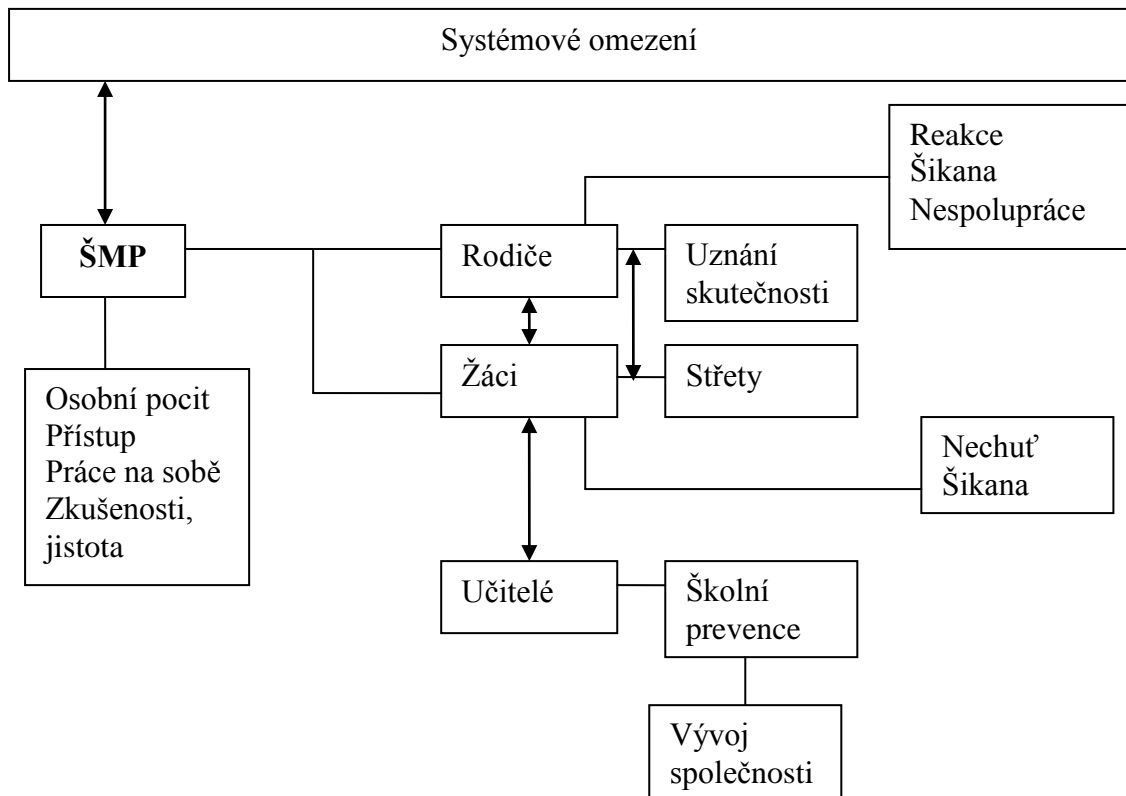 Systémové omezení
Reakce
Šikana
Nespolupráce
ŠMP
Rodiče
Uznání
skutečnosti
Žáci
Střety
Osobní pocit
Přístup
Práce na sobě
Zkušenosti,
jistota
Nechuť
Šikana
Učitelé
Školní
prevence
Vývoj
společnosti